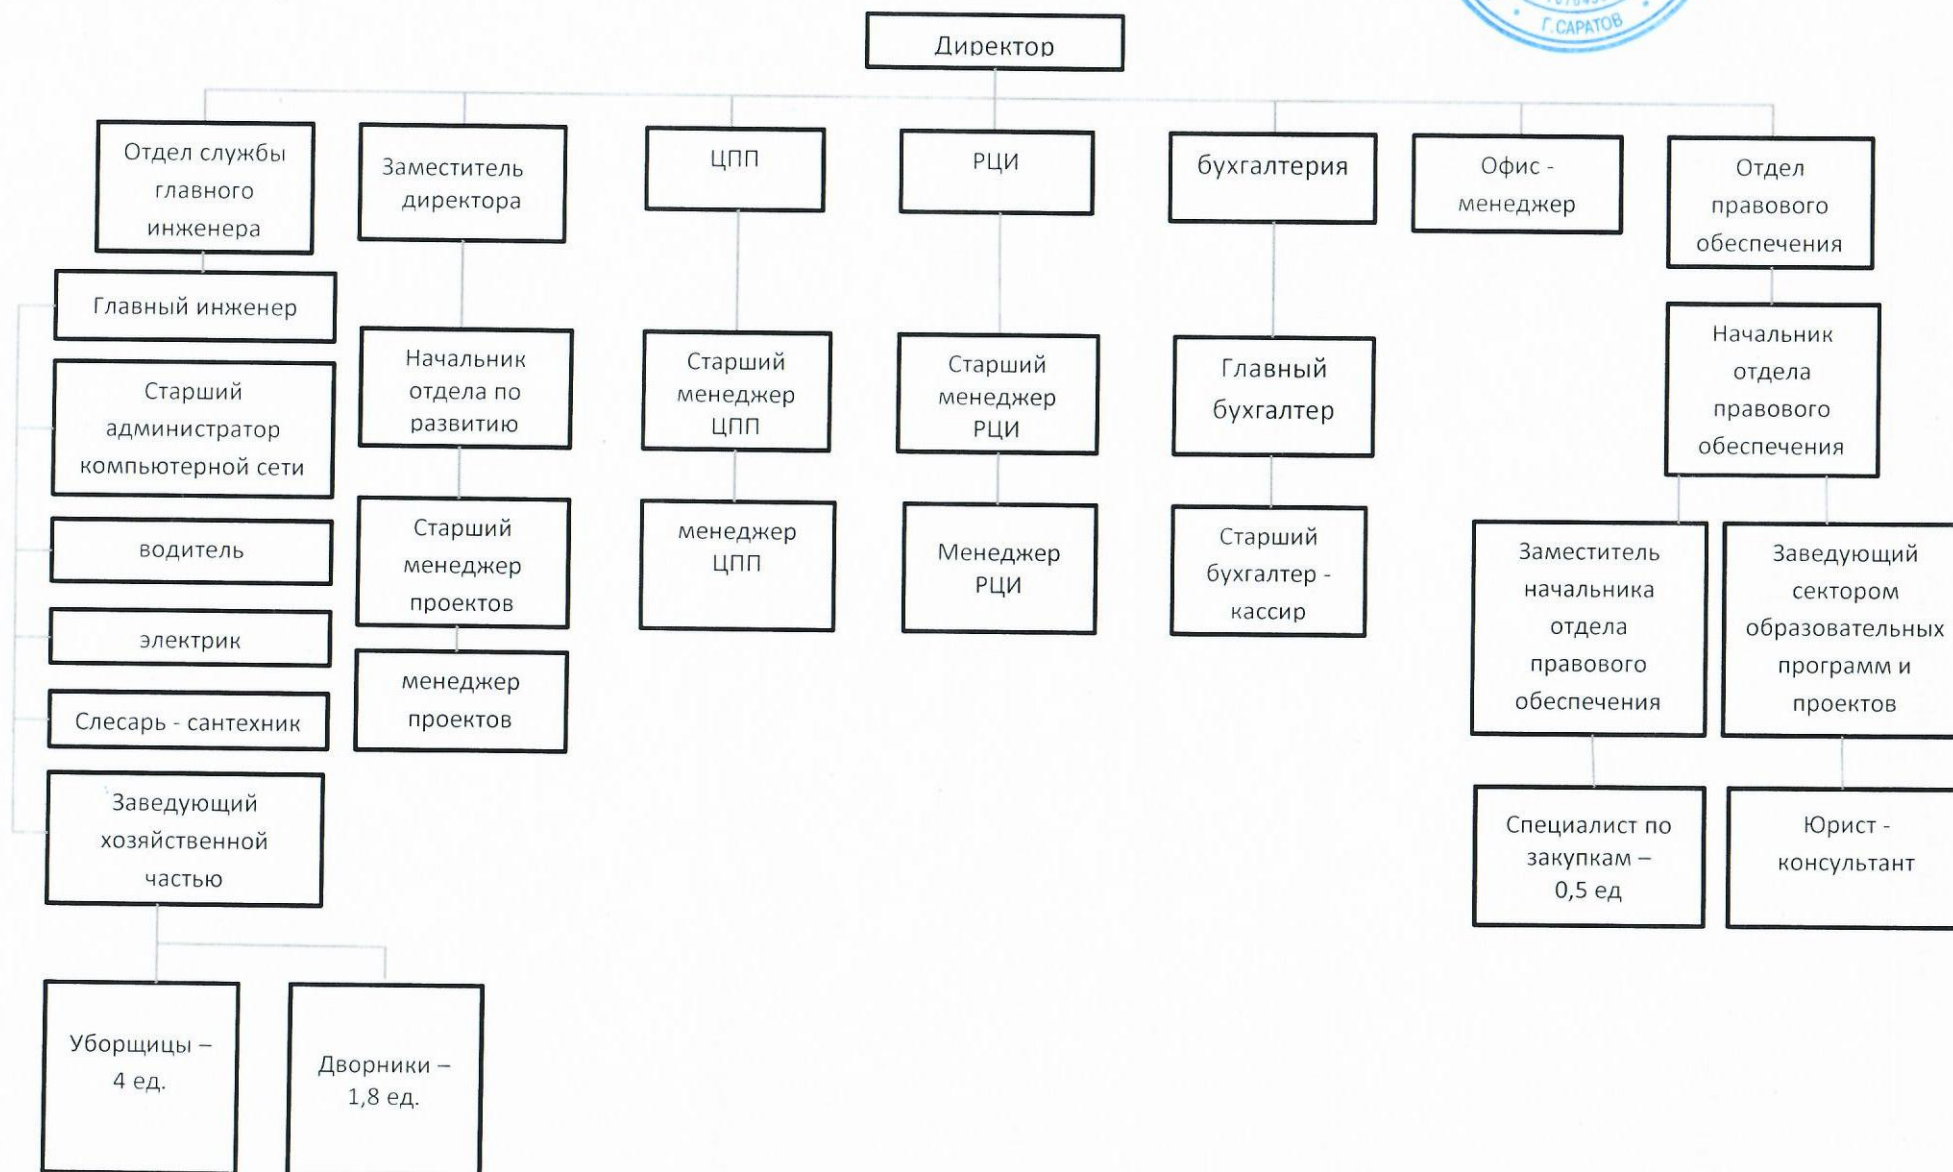 Г.САРАТОВ
Директор
Отдел службы
главного
инженера
Заместитель
директора
ЦПП
РЦИ
бухгалтерия
Офис -
менеджер
Отдел
правового
обеспечения
Главный инженер
Старший
администратор
компьютерной сети
водитель
электрик
Слесарь - сантехник
Заведующий
хозяйственной
частью
Уборщицы –
4 ед.
Дворники –
1,8 ед.
Начальник
отдела по
развитию
Старший
менеджер
проектов
менеджер
проектов
Старший
менеджер
ЦПП
менеджер
ЦПП
Старший
менеджер
РЦИ
Менеджер
РЦИ
Главный
бухгалтер
Старший
бухгалтер -
кассир
Начальник
отдела
правового
обеспечения
Заместитель
начальника
отдела
правового
обеспечения
Заведующий
сектором
образовательных
программ и
проектов
Специалист по
закупкам –
0,5 ед
Юрист -
консультант